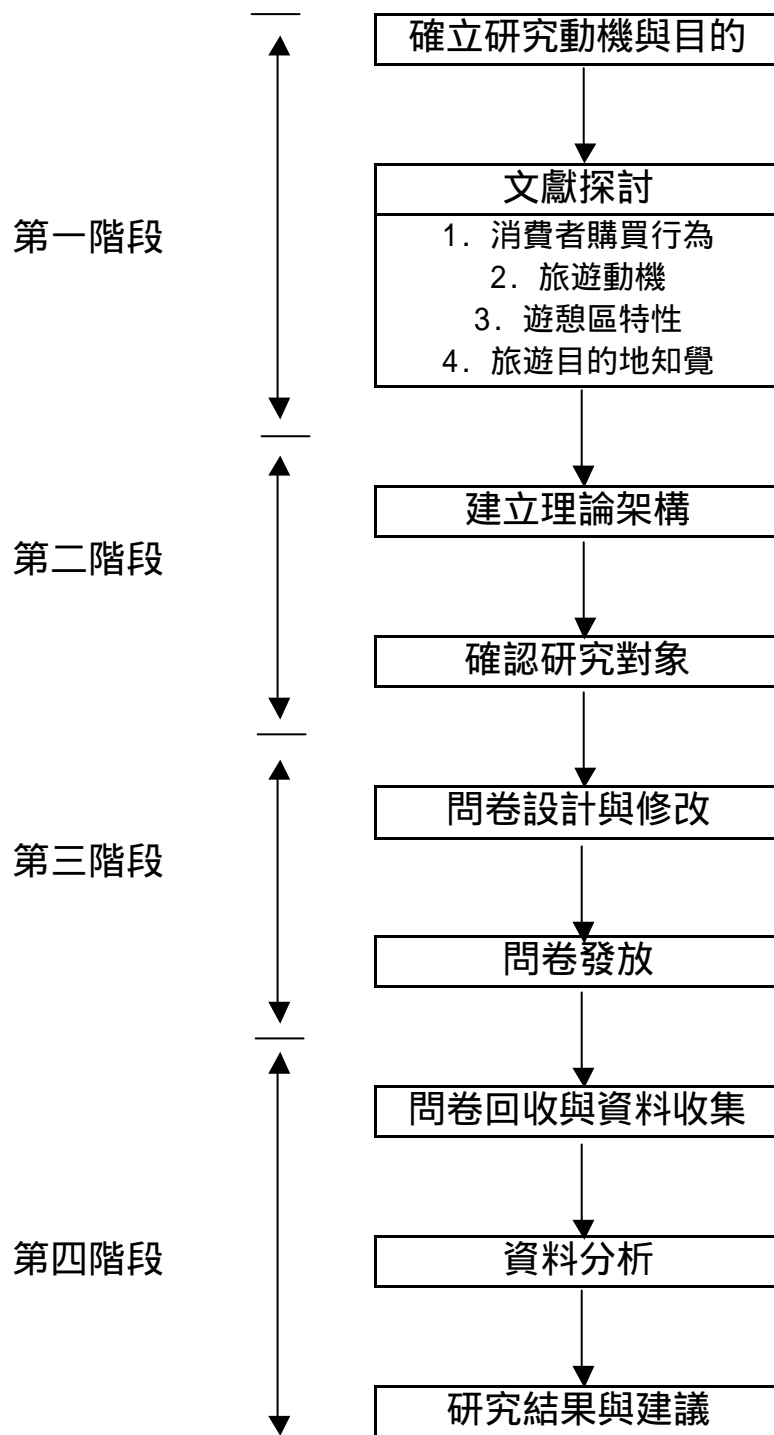 確立研究動機與目的
文獻探討
第一階段
1. 消費者購買行為
2. 旅遊動機
3. 遊憩區特性
4. 旅遊目的地知覺
建立理論架構
第二階段
確認研究對象
問卷設計與修改
第三階段
問卷發放
問卷回收與資料收集
第四階段
資料分析
研究結果與建議